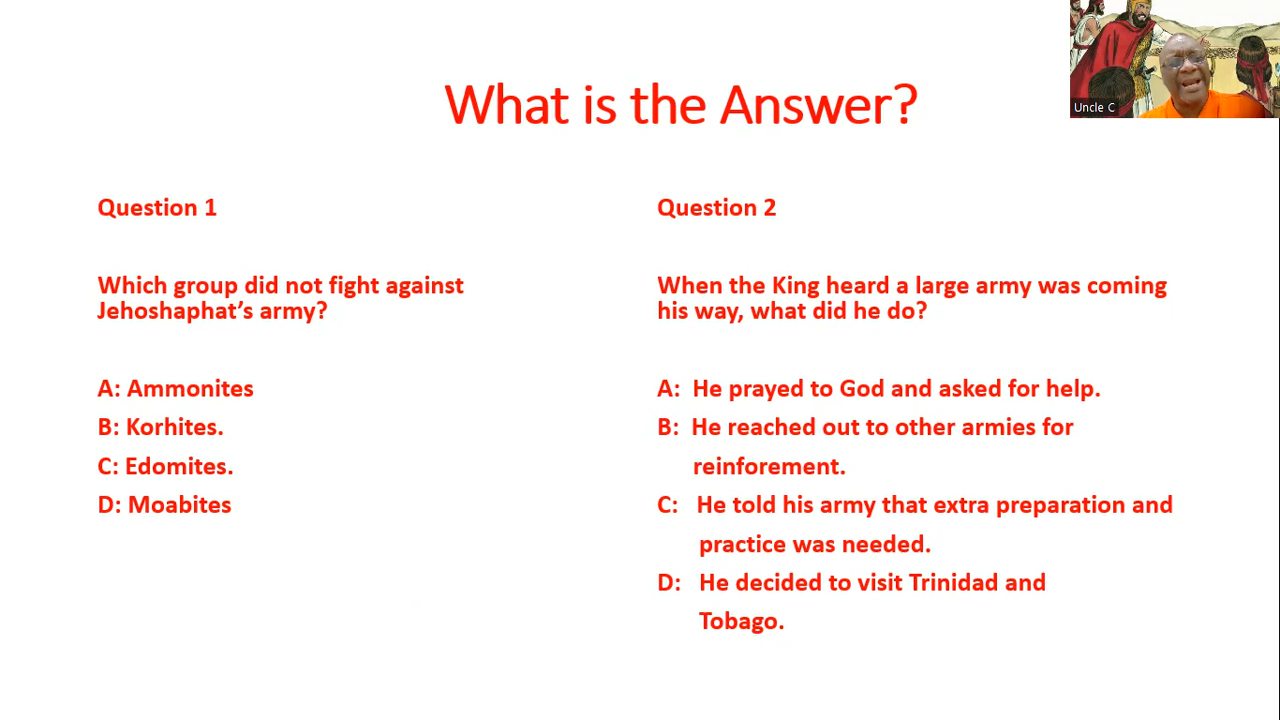 What is the Answer?
Uncle C
Question 1
Which group did not fight against
Jehoshaphat’s army?
A: Ammonites
B: Korhites.
C: Edomites.
D: Moabites
Question 2
When the King heard a large army was coming
his way, what did he do?
A: He prayed to God and asked for help.
B: He reached out to other armies for
reinforement.
C: He told his army that extra preparation and
practice was needed.
D: He decided to visit Trinidad and
Tobago.